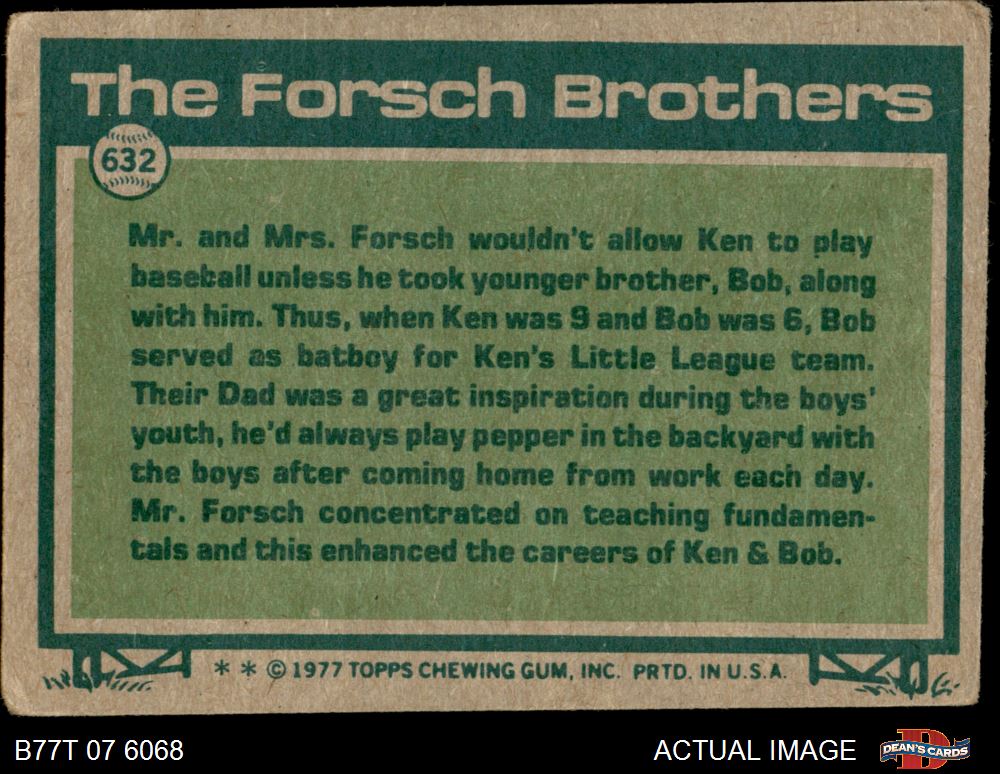 The Forsch Brothers
632
Mr. and Mrs. Forsch wouldn't allow Ken to play
baseball unless he took younger brother, Bob, along
with him. Thus, when Ken was 9 and Bob was 6, Bob
served as batboy for Ken's Little League team.
Their Dad was a great inspiration during the boys'
youth, he'd always play pepper in the backyard with
the boys after coming home from work each day.
Mr. Forsch concentrated on teaching fundamen-
tals and this enhanced the careers of Ken & Bob.
* * © 1977 TOPPS CHEWING GUM, INC. PRTD. IN U.S.A.
B77T 07 6068
ACTUAL IMAGE
DEAN'S CARDS